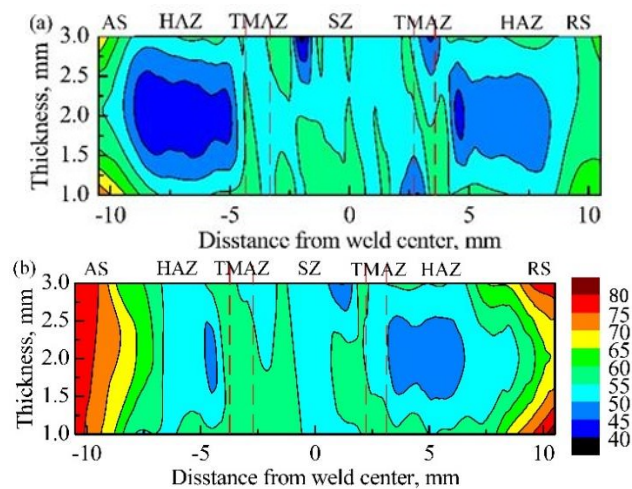 (a) AS HAZ TMAZ SZ TMAZ HAZ RS
Thickness, mm
3.0
2.5
2.0
1.5
1.0
-10 -5 0 5 10
Disstance from weld center, mm
(b) AS HAZ TMAZ SZ TMAZ HAZ RS
Thickness, mm
3.0
2.5
2.0
1.5
1.0
-10 -5 0 5 10
Disstance from weld center, mm
80
75
70
65
60
55
50
45
40